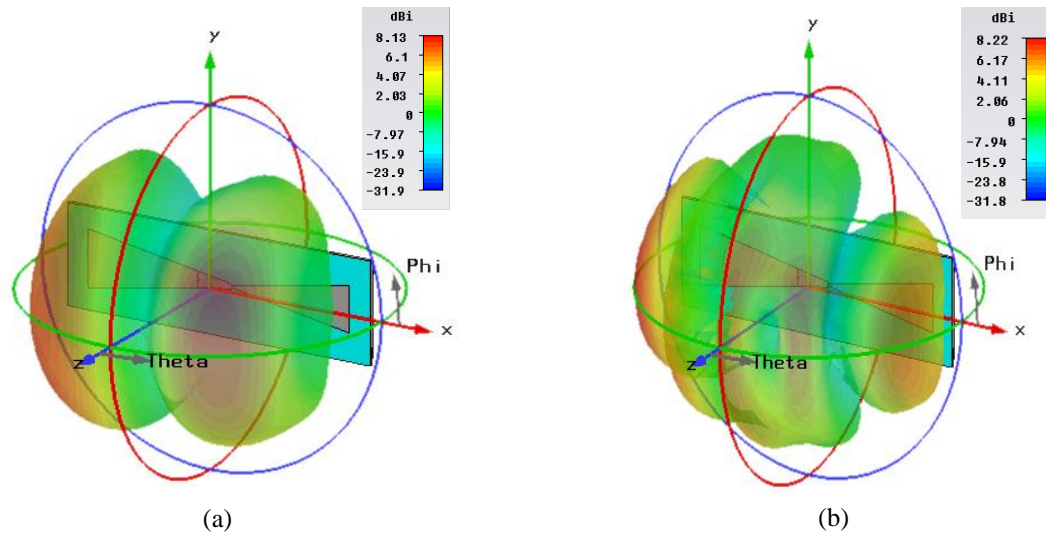 dBi
8.13
6.1
4.07
2.03
0
-7.97
-15.9
-23.9
-31.9
y
Phi
x
z
Theta
(a)
dBi
8.22
6.17
4.11
2.06
0
-7.94
-15.9
-23.8
-31.8
y
Phi
x
z
Theta
(b)